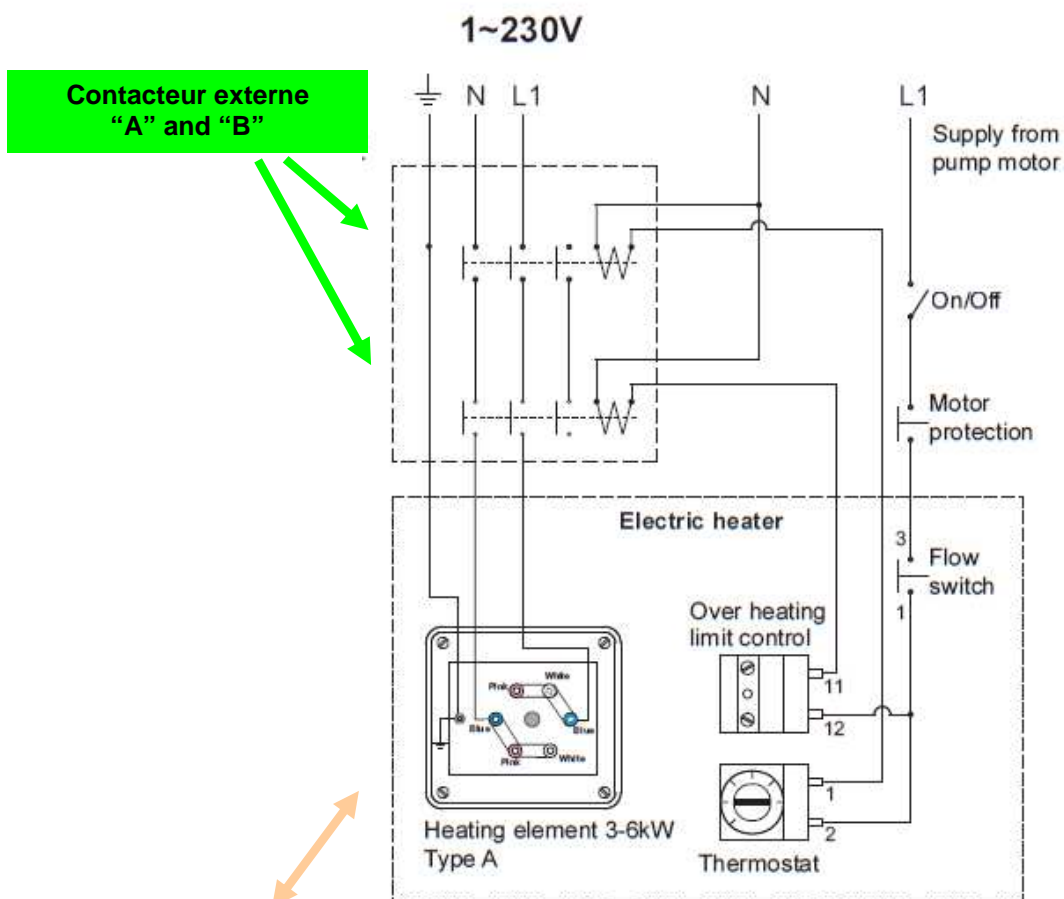 1~230V
Contacteur externe
“A” and “B”
N L1
N
L1
Supply from
pump motor
On/Off
Motor
protection
Electric heater
3
Flow
switch
1
Over heating
limit control
11
12
White
Pink
Blue
Blue
Pink
White
1
2
Heating element 3-6kW
Type A
Thermostat